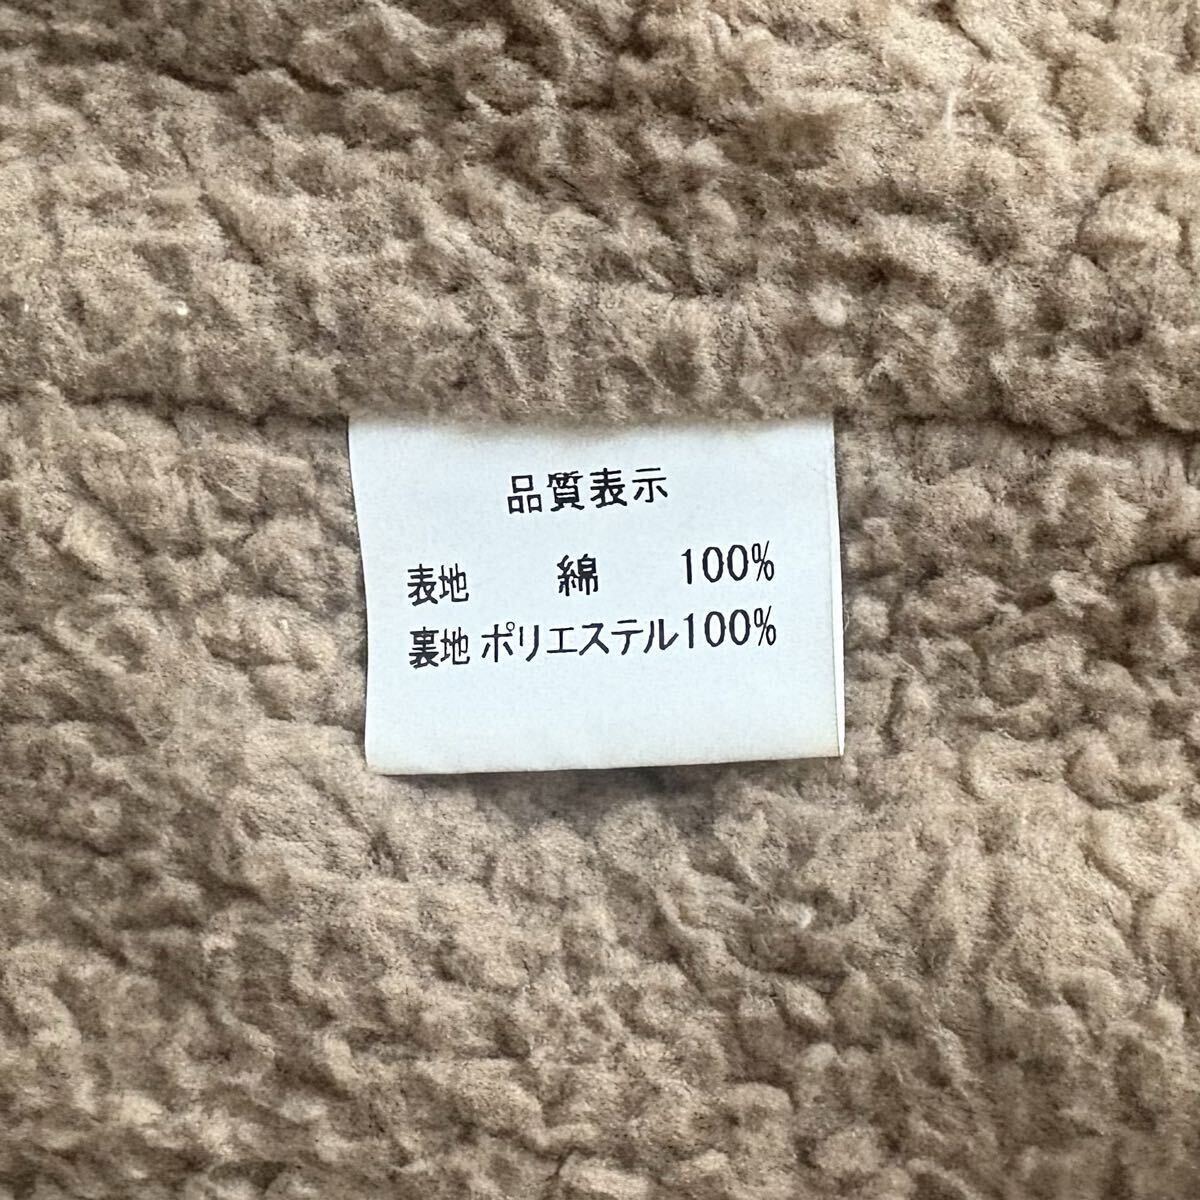 品質表示
表地 綿 100%
裏地 ポリエステル100%